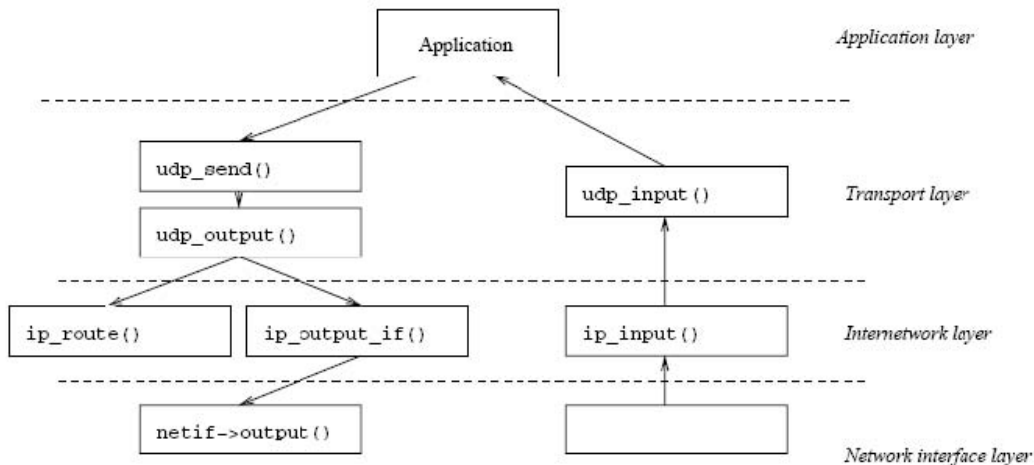 Application
Application layer
udp_send()
udp_input()
Transport layer
udp_output()
ip_route()
ip_output_if()
ip_input()
Internetwork layer
netif->output()
Network interface layer